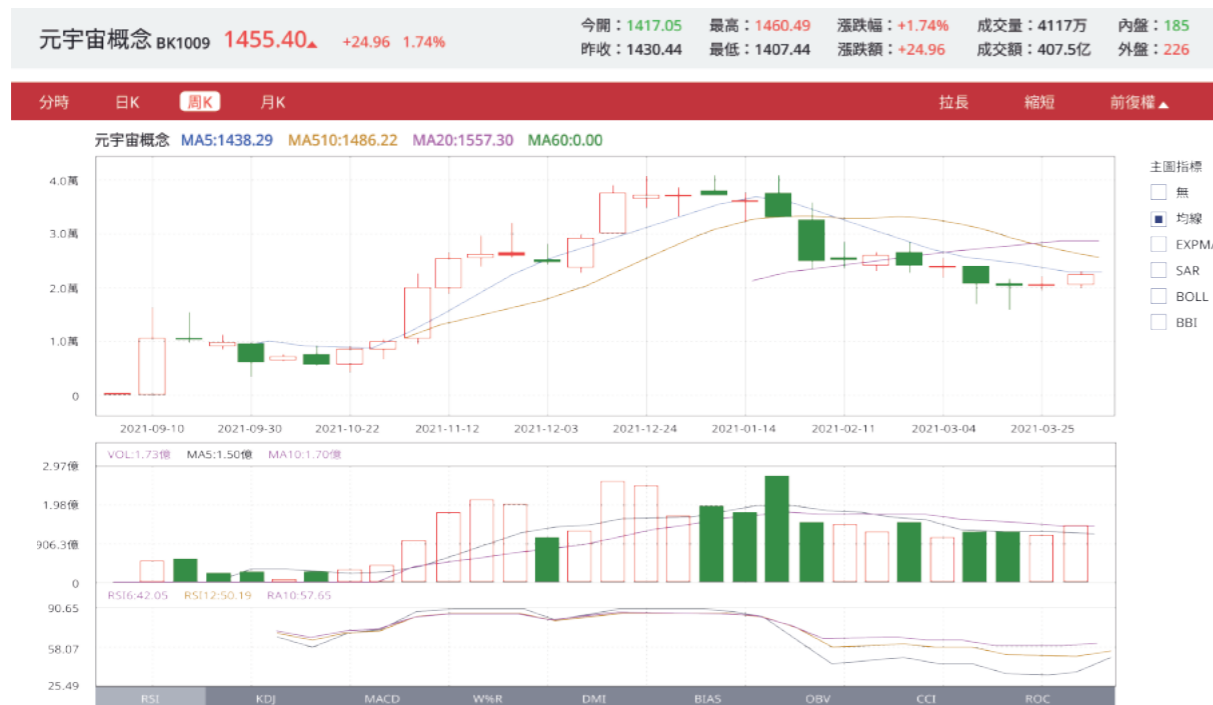 元宇宙概念 BK1009 1455.40▲ +24.96 1.74%
今開：1417.05 最高：1460.49 漲跌幅：+1.74% 成交量：4117万 內盤：185
昨收：1430.44 最低：1407.44 漲跌額：+24.96 成交額：407.5亿 外盤：226
分時 日K 周K 月K 拉長 縮短 前復權▲
元宇宙概念 MA5:1438.29 MA510:1486.22 MA20:1557.30 MA60:0.00
4.0萬
3.0萬
2.0萬
1.0萬
0
2021-09-10 2021-09-30 2021-10-22 2021-11-12 2021-12-03 2021-12-24 2021-01-14 2021-02-11 2021-03-04 2021-03-25
主圖指標
無
均線
EXPMA
SAR
BOLL
BBI
VOL:1.73億 MA5:1.50億 MA10:1.70億
2.97億
1.98億
906.3億
0
RSI6:42.05 RSI12:50.19 RA10:57.65
90.65
58.07
25.49
RSI KDJ MACD W%R DMI BIAS OBV CCI ROC